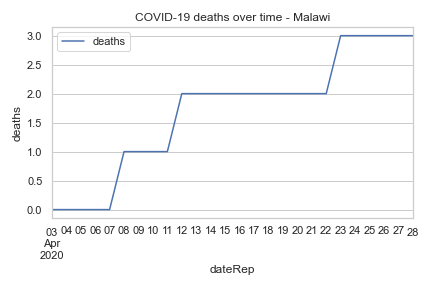 COVID-19 deaths over time - Malawi
deaths
3.0
2.5
2.0
1.5
1.0
0.5
0.0
deaths
03 04 05 06 07 08 09 10 11 12 13 14 15 16 17 18 19 20 21 22 23 24 25 26 27 28
Apr
2020
dateRep